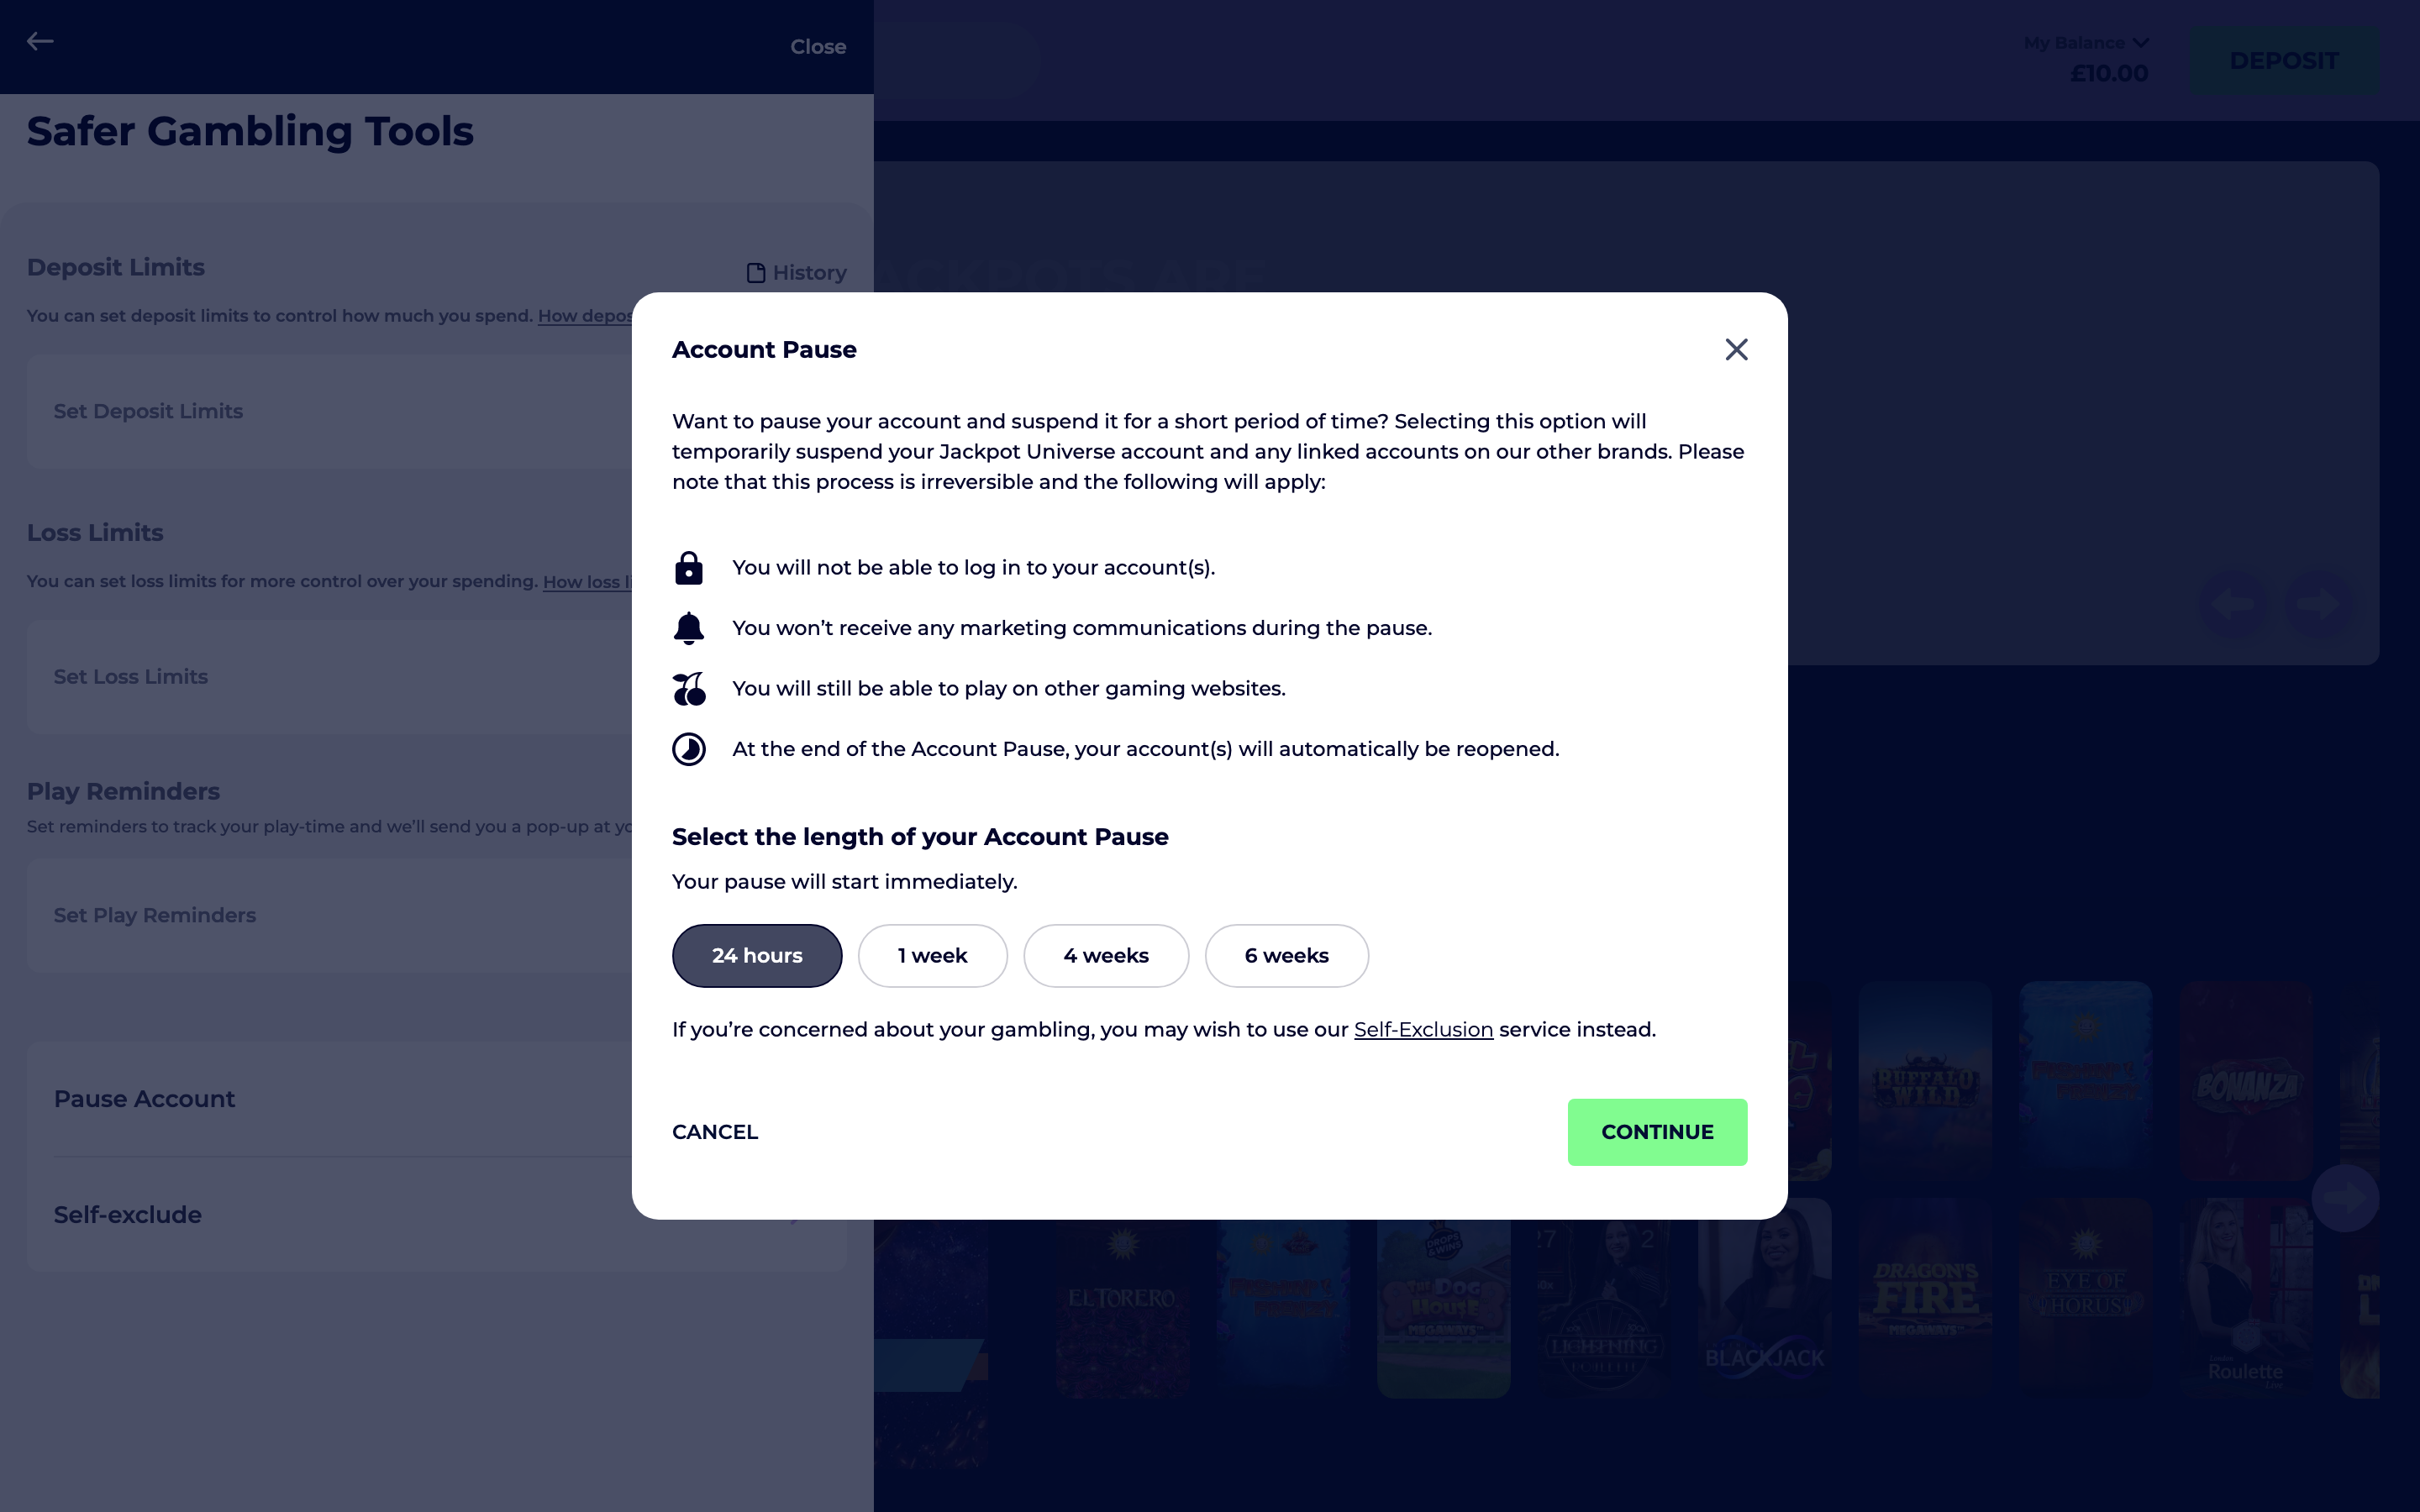 Close
My Balance
£10.00
DEPOSIT
Safer Gambling Tools
Deposit Limits
History
You can set deposit limits to control how much you spend. How depos
Set Deposit Limits
Loss Limits
You can set loss limits for more control over your spending. How loss li
Set Loss Limits
Play Reminders
Set reminders to track your play-time and we'll send you a pop-up at yo
Set Play Reminders
Pause Account
Self-exclude
ACKPOTS ARE
Account Pause
Want to pause your account and suspend it for a short period of time? Selecting this option will
temporarily suspend your Jackpot Universe account and any linked accounts on our other brands. Please
note that this process is irreversible and the following will apply:
You will not be able to log in to your account(s).
You won’t receive any marketing communications during the pause.
You will still be able to play on other gaming websites.
At the end of the Account Pause, your account(s) will automatically be reopened.
Select the length of your Account Pause
Your pause will start immediately.
24 hours
1 week
4 weeks
6 weeks
If you’re concerned about your gambling, you may wish to use our Self-Exclusion service instead.
CANCEL
CONTINUE
BUFFALO
WILD
BONANZA
EL TORERO
DROPS
& WINS
THE DOG
HOUSE
MEGAWAYS
LIGHTNING
ROULETTE
BLACKJACK
DRAGON'S
FIRE
MEGAWAYS
EYE OF
HORUS
Roulette